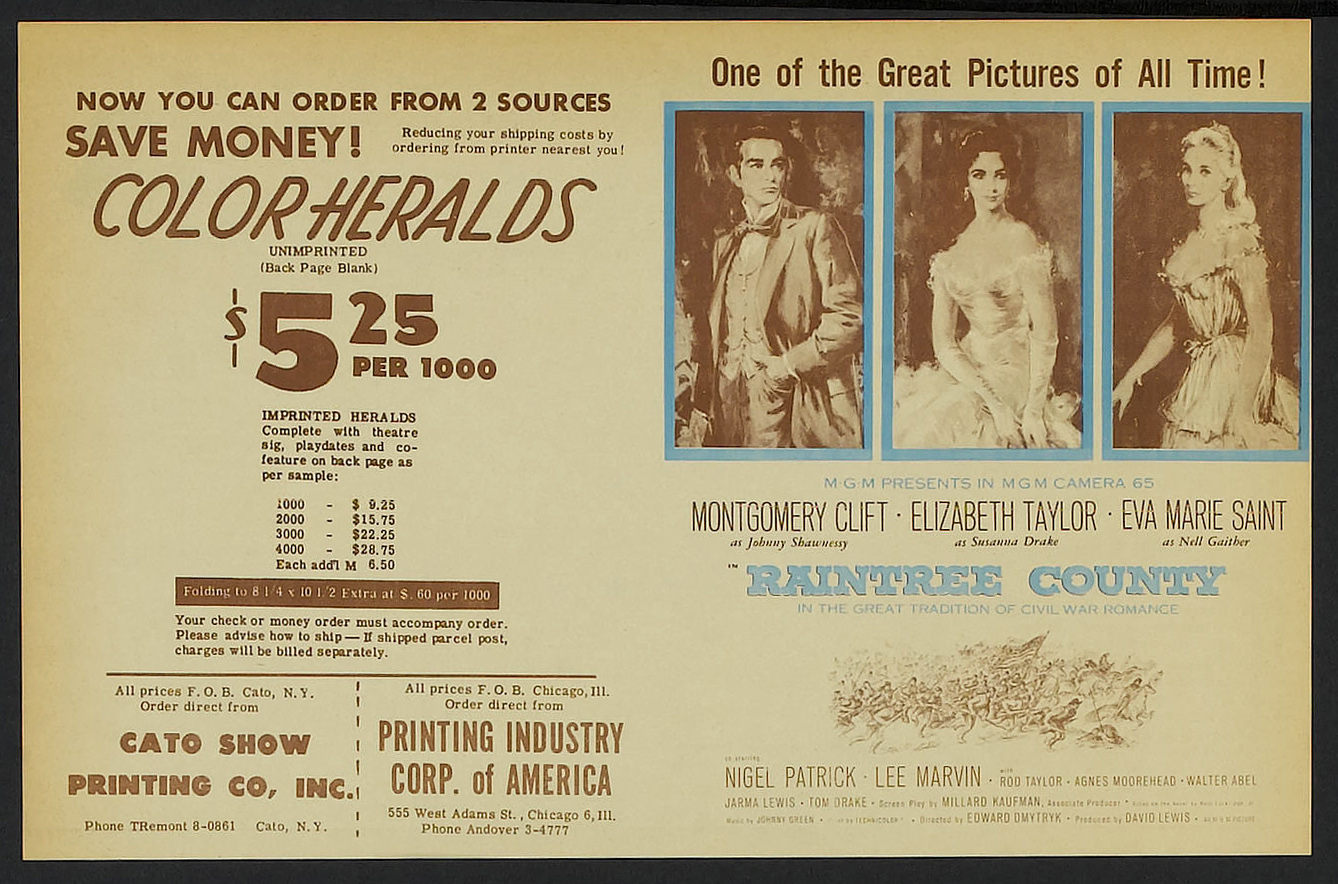 NOW YOU CAN ORDER FROM 2 SOURCES
SAVE MONEY!
Reducing your shipping costs by
ordering from printer nearest you!
COLOR HERALDS
UNIMPRINTED
(Back Page Blank)
$5 25
PER 1000
IMPRINTED HERALDS
Complete with theatre
sig, playdates and co-
feature on back page as
per sample:
1000 - $ 9.25
2000 - $15.75
3000 - $22.25
4000 - $28.75
Each add'l M 6.50
Folding to 8 1/4 x 10 1/2 Extra at $.60 per 1000
Your check or money order must accompany order.
Please advise how to ship — If shipped parcel post,
charges will be billed separately.
All prices F. O. B. Cato, N. Y.
Order direct from
CATO SHOW
PRINTING CO, INC.
Phone TRemont 8-0861 Cato, N. Y.
All prices F. O. B. Chicago, Ill.
Order direct from
PRINTING INDUSTRY
CORP. of AMERICA
555 West Adams St., Chicago 6, Ill.
Phone Andover 3-4777
One of the Great Pictures of All Time!
M-G-M PRESENTS IN M G M CAMERA 65
MONTGOMERY CLIFT · ELIZABETH TAYLOR · EVA MARIE SAINT
as Johnny Shawnessy as Susanna Drake as Nell Gaither
IN RAINTREE COUNTY
IN THE GREAT TRADITION OF CIVIL WAR ROMANCE
co-starring
NIGEL PATRICK · LEE MARVIN · with ROD TAYLOR · AGNES MOOREHEAD · WALTER ABEL
JARMA LEWIS · TOM DRAKE · Screen Play by MILLARD KAUFMAN, Associate Producer
Music by JOHNNY GREEN · by TECHNICOLOR · Directed by EDWARD DMYTRYK · Produced by DAVID LEWIS ·